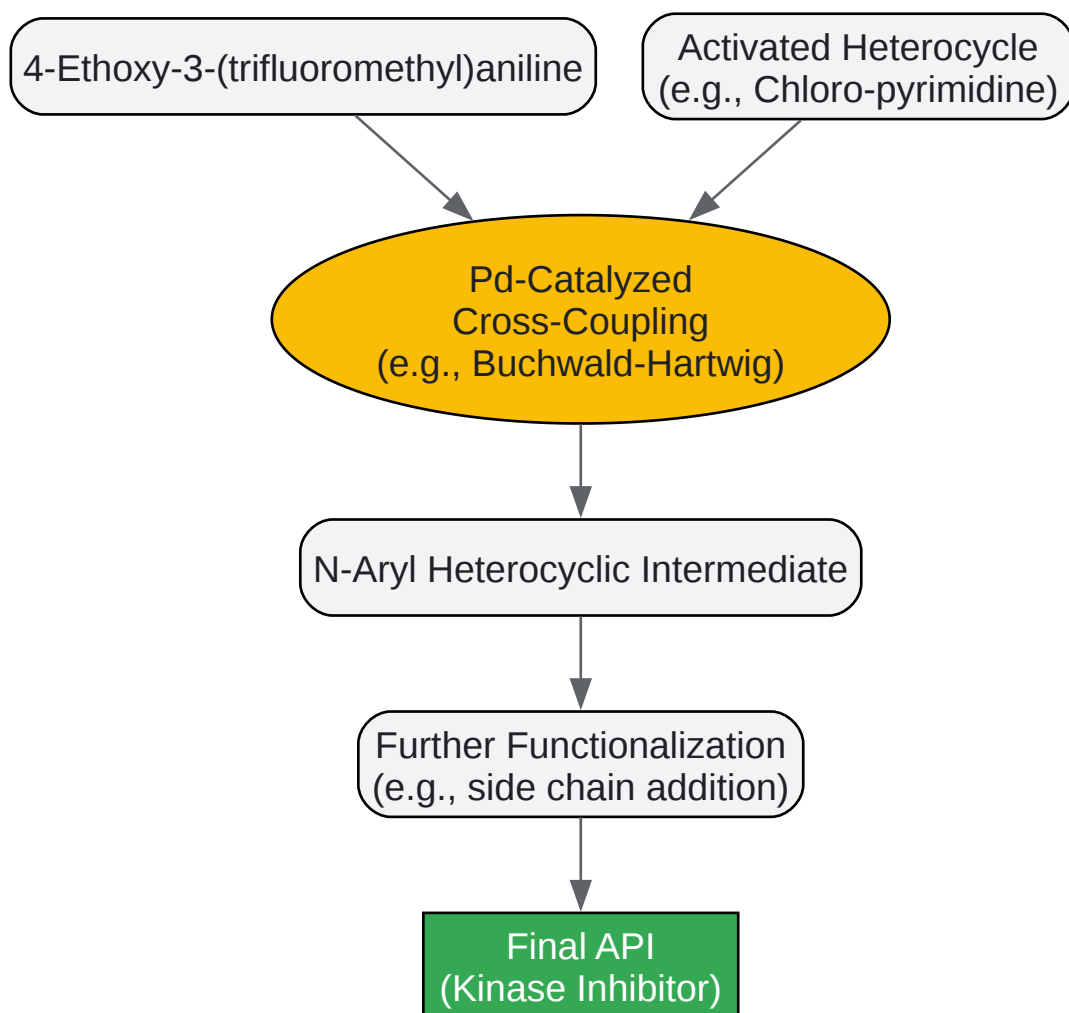 4-Ethoxy-3-(trifluoromethyl)aniline
Activated Heterocycle
(e.g., Chloro-pyrimidine)
Pd-Catalyzed
Cross-Coupling
(e.g., Buchwald-Hartwig)
N-Aryl Heterocyclic Intermediate
Further Functionalization
(e.g., side chain addition)
Final API
(Kinase Inhibitor)